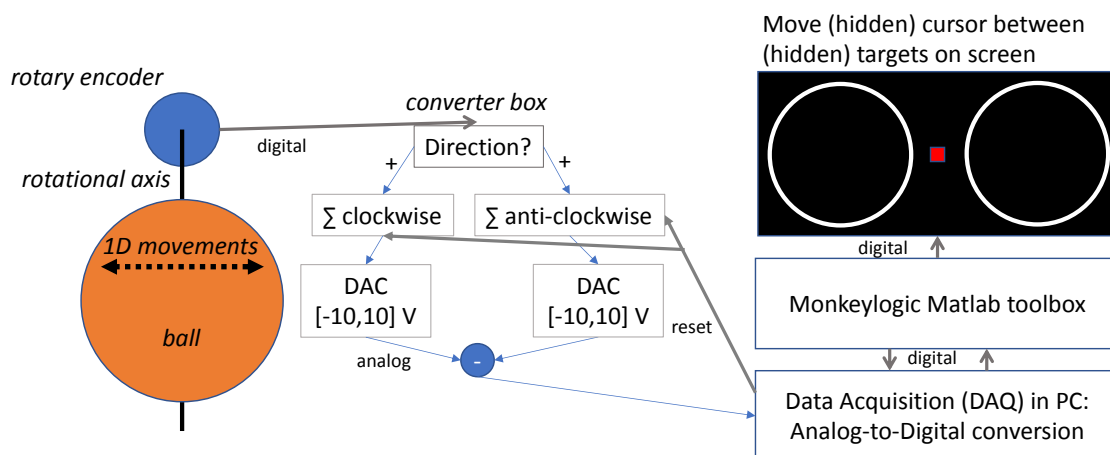 Move (hidden) cursor between
(hidden) targets on screen
rotary encoder
converter box
digital
Direction?
+
+
rotational axis
∑ clockwise
∑ anti-clockwise
1D movements
digital
DAC
[-10,10] V
DAC
[-10,10] V
Monkeylogic Matlab toolbox
reset
ball
analog
-
digital
Data Acquisition (DAQ) in PC:
Analog-to-Digital conversion